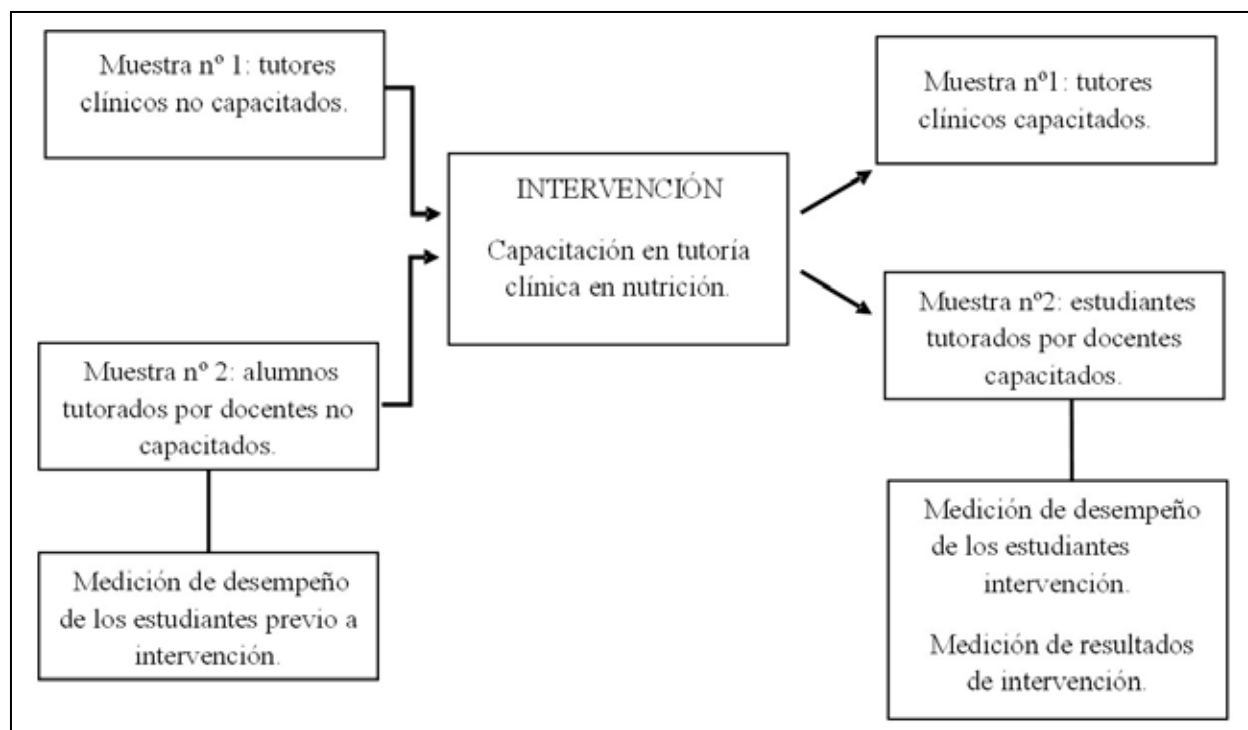 Muestra nº 1: tutores
clínicos no capacitados.
Muestra nº 2: alumnos
tutorados por docentes no
capacitados.
Medición de desempeño
de los estudiantes previo a
intervención.
INTERVENCIÓN
Capacitación en tutoría
clínica en nutrición.
Muestra nº1: tutores
clínicos capacitados.
Muestra nº2: estudiantes
tutorados por docentes
capacitados.
Medición de desempeño
de los estudiantes
intervención.
Medición de resultados
de intervención.